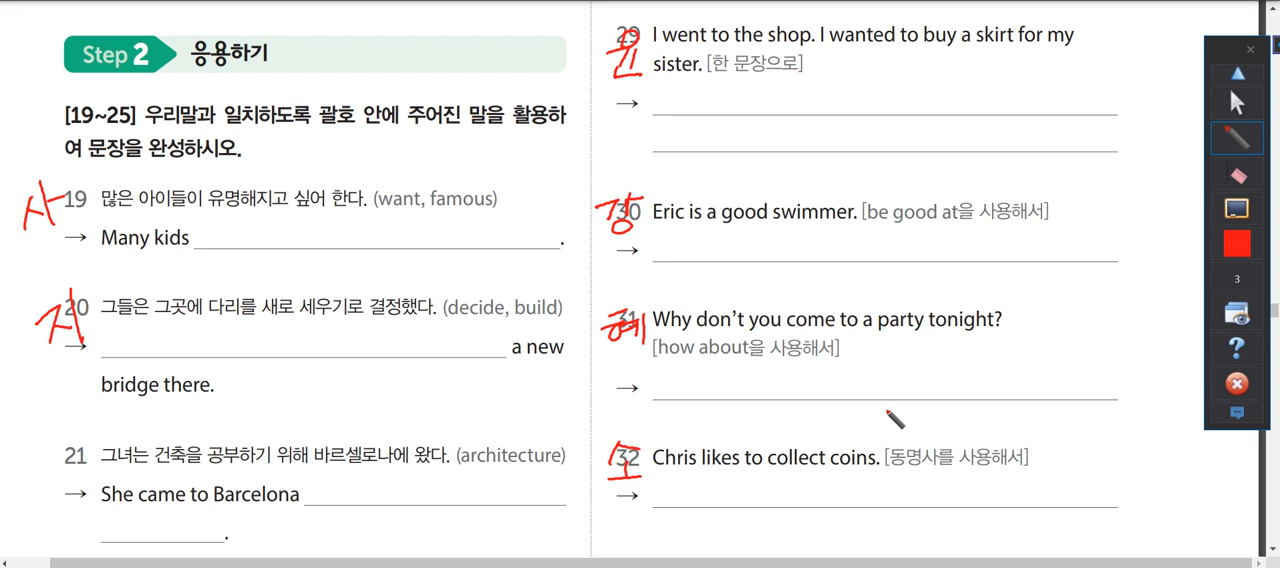 Step 2 응용하기
[19~25] 우리말과 일치하도록 괄호 안에 주어진 말을 활용하
여 문장을 완성하시오.
사
19 많은 아이들이 유명해지고 싶어 한다. (want, famous)
→ Many kids .
지
20 그들은 그곳에 다리를 새로 세우기로 결정했다. (decide, build)
→ a new
bridge there.
21 그녀는 건축을 공부하기 위해 바르셀로나에 왔다. (architecture)
→ She came to Barcelona
.
윤
29 I went to the shop. I wanted to buy a skirt for my
sister. [한 문장으로]
→
강
30 Eric is a good swimmer. [be good at을 사용해서]
→
혜
31 Why don't you come to a party tonight?
[how about을 사용해서]
→
소
32 Chris likes to collect coins. [동명사를 사용해서]
→
3